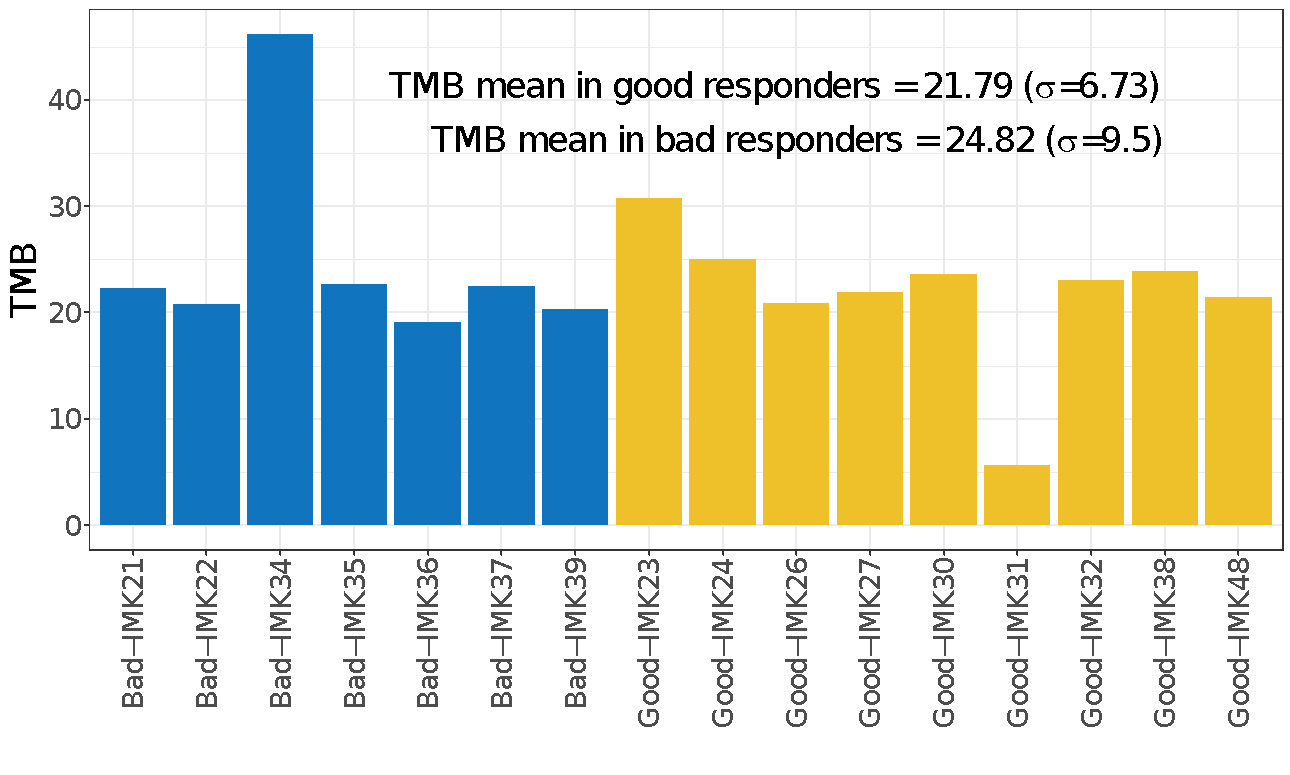 TMB mean in good responders =21.79 (σ=6.73)
TMB mean in bad responders =24.82 (σ=9.5)
TMB
40
30
20
10
0
Bad−IMK21
Bad−IMK22
Bad−IMK34
Bad−IMK35
Bad−IMK36
Bad−IMK37
Bad−IMK39
Good−IMK23
Good−IMK24
Good−IMK26
Good−IMK27
Good−IMK30
Good−IMK31
Good−IMK32
Good−IMK38
Good−IMK48